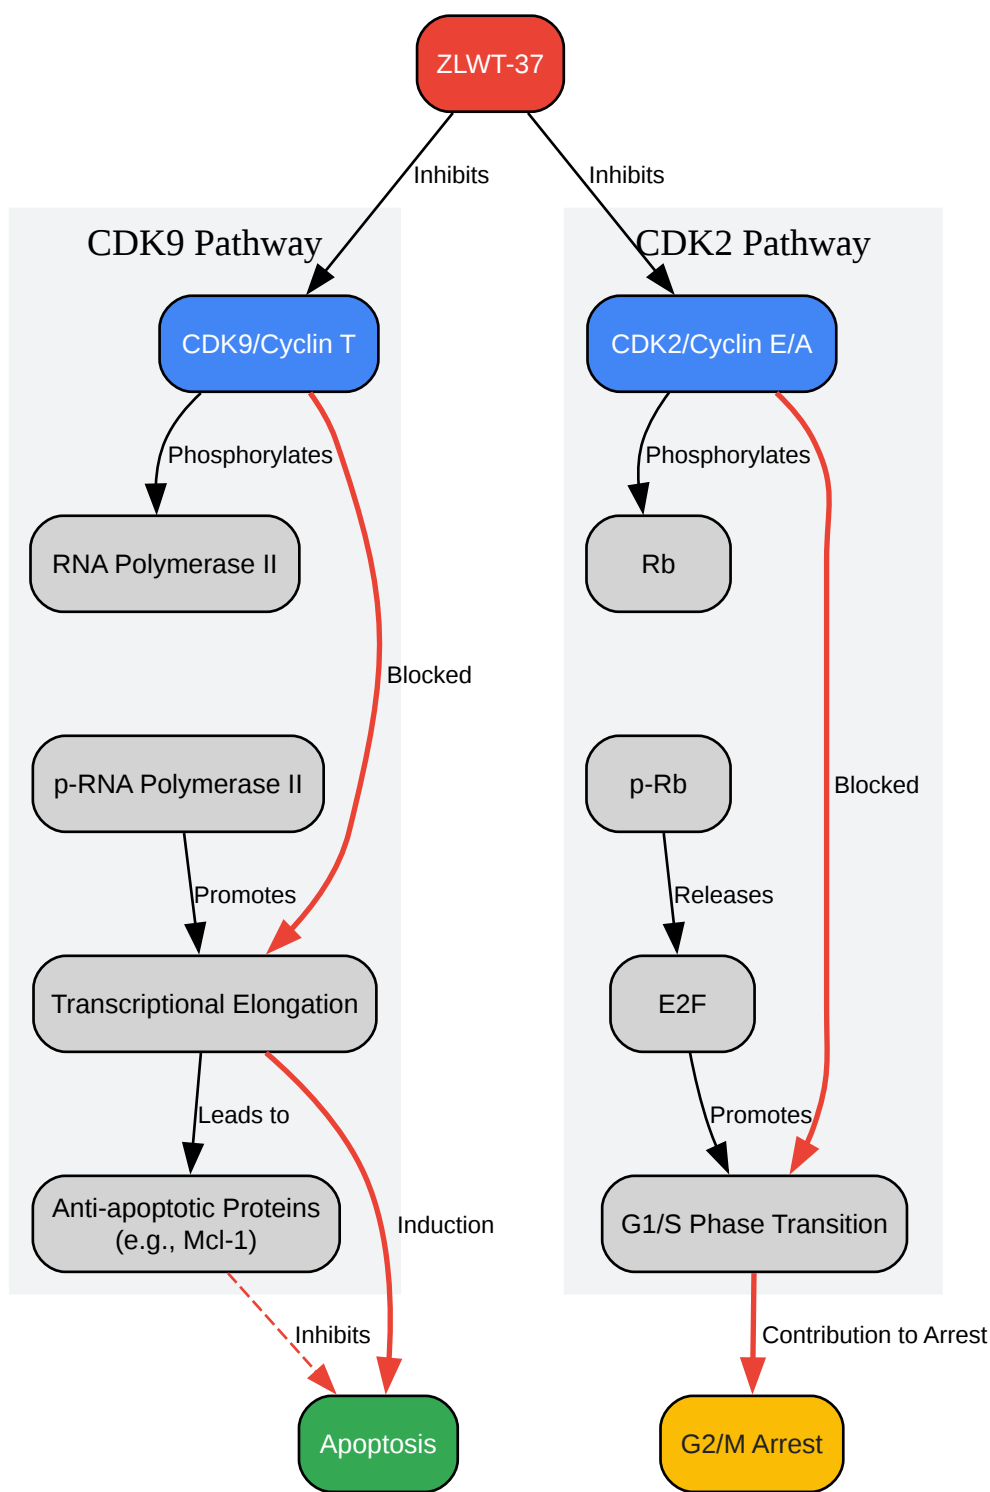 ZLWT-37
Inhibits
Inhibits
CDK9 Pathway
CDK2 Pathway
CDK9/Cyclin T
CDK2/Cyclin E/A
Phosphorylates
Phosphorylates
RNA Polymerase II
Rb
Blocked
p-RNA Polymerase II
p-Rb
Blocked
Promotes
Releases
Transcriptional Elongation
E2F
Leads to
Promotes
Anti-apoptotic Proteins
(e.g., Mcl-1)
Induction
G1/S Phase Transition
Inhibits
Contribution to Arrest
Apoptosis
G2/M Arrest